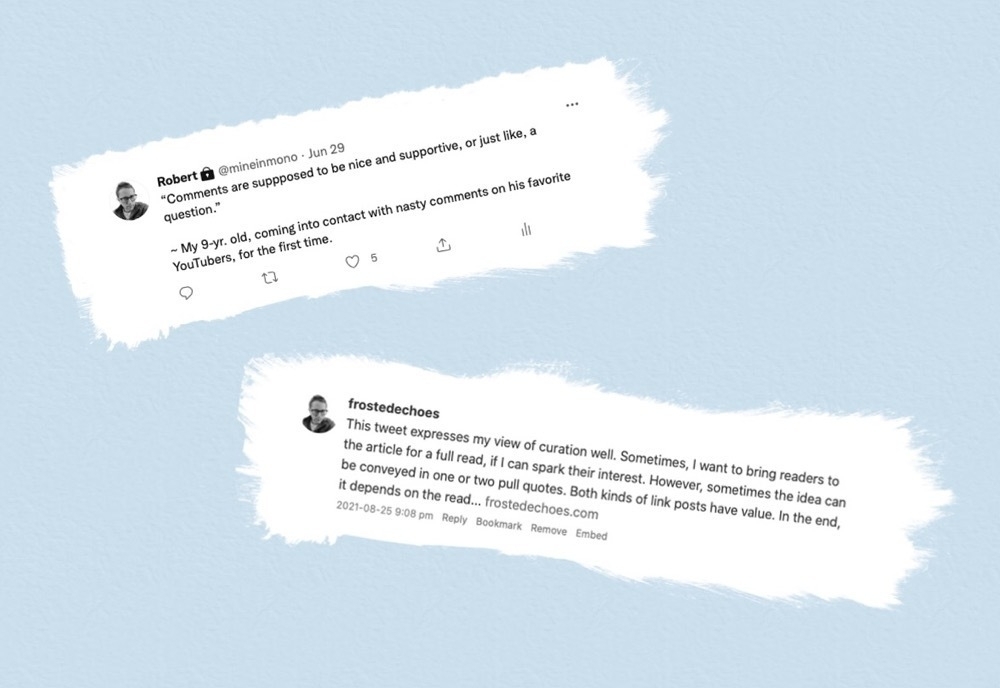 Robert 🔒 @mineinmono · Jun 29
“Comments are suppposed to be nice and supportive, or just like, a
question.”
~ My 9-yr. old, coming into contact with nasty comments on his favorite
YouTubers, for the first time.
5
frostedechoes
This tweet expresses my view of curation well. Sometimes, I want to bring readers to
the article for a full read, if I can spark their interest. However, sometimes the idea can
be conveyed in one or two pull quotes. Both kinds of link posts have value. In the end,
it depends on the read... frostedechoes.com
2021-08-25 9:08 pm Reply Bookmark Remove Embed